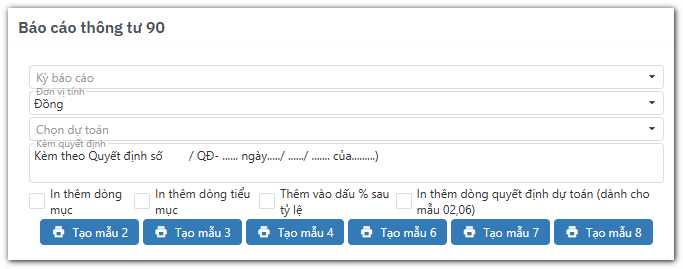 Báo cáo thông tư 90
Kỳ báo cáo
Đơn vị tính
Đồng
Chọn dự toán
Kèm quyết định
Kèm theo Quyết định số / QĐ- ...... ngày...../ ....../ ....... của.........)
In thêm dòng mục
In thêm dòng tiểu mục
Thêm vào dấu % sau tỷ lệ
In thêm dòng quyết định dự toán (dành cho mẫu 02,06)
Tạo mẫu 2 Tạo mẫu 3 Tạo mẫu 4 Tạo mẫu 6 Tạo mẫu 7 Tạo mẫu 8